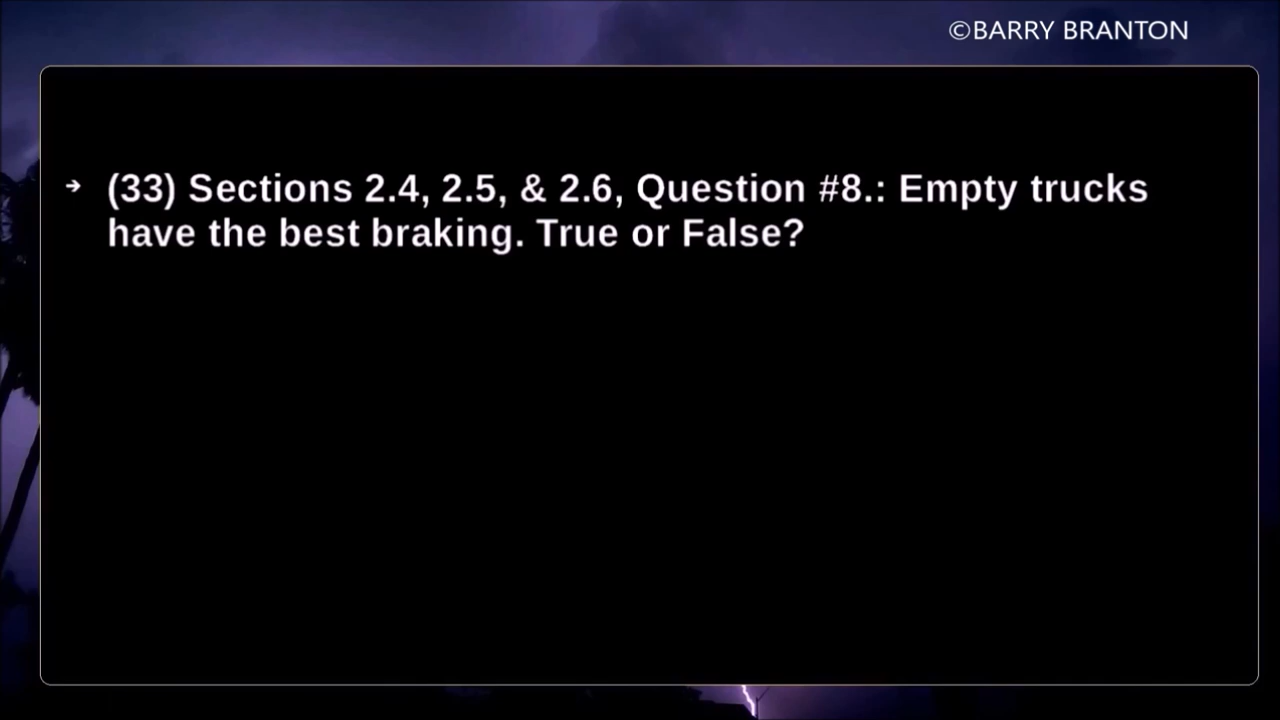 ©BARRY BRANTON
➔ (33) Sections 2.4, 2.5, & 2.6, Question #8.: Empty trucks
have the best braking. True or False?